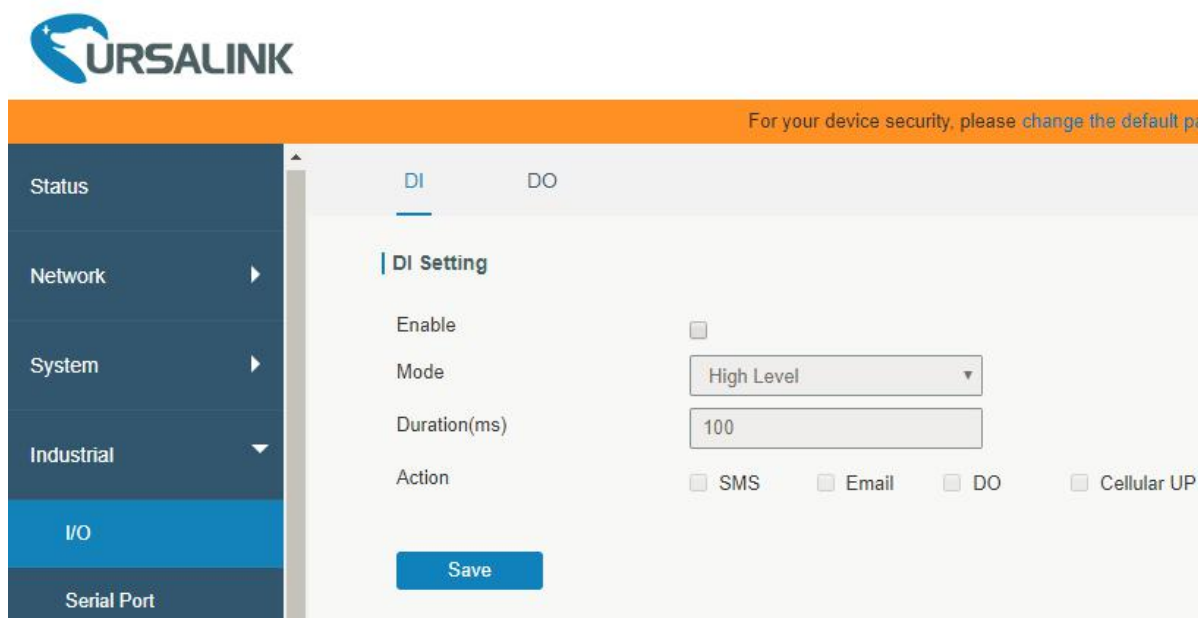 URSALINK
For your device security, please change the default
Status
DI DO
Network
DI Setting
Enable
System
Mode High Level
Duration(ms) 100
Industrial
Action SMS Email DO Cellular UP
I/O
Save
Serial Port